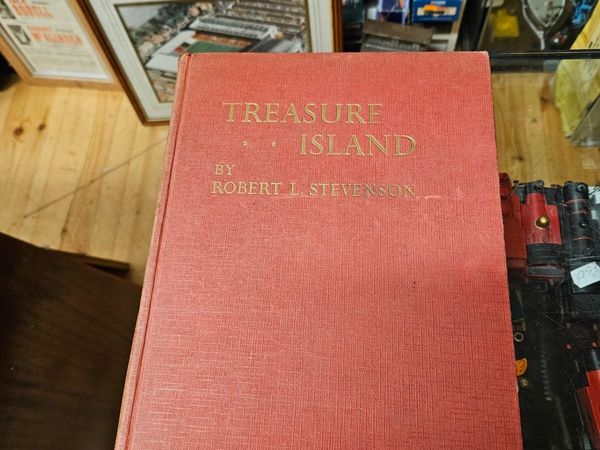 TREASURE
ISLAND
BY
ROBERT L. STEVENSON